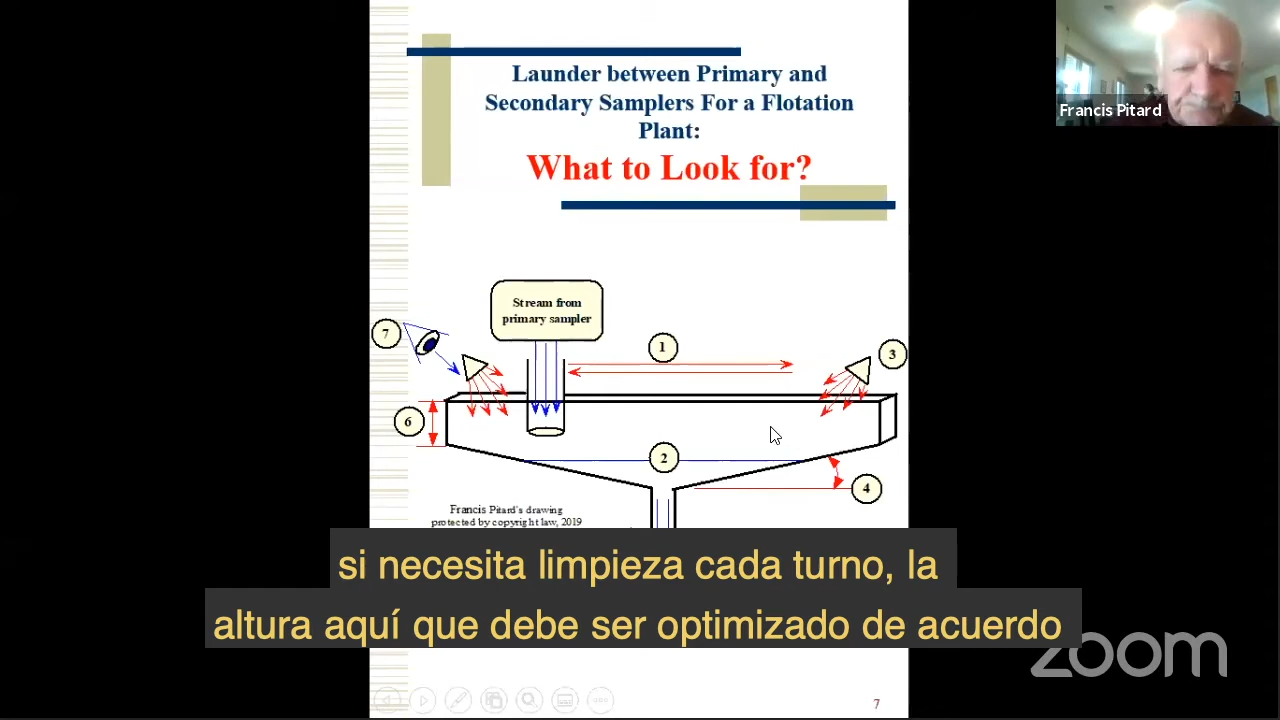 Launder between Primary and
Secondary Samplers For a Flotation
Plant:
What to Look for?
Francis Pitard
Stream from
primary sampler
7
1
3
6
2
4
Francis Pitard's drawing
protected by copyright law, 2019
si necesita limpieza cada turno, la
altura aquí que debe ser optimizado de acuerdo
zoom
7